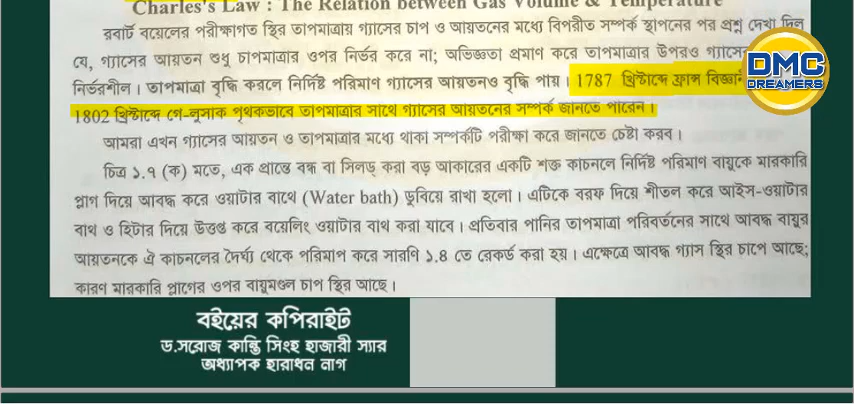 Charles's Law : The Relation between Gas Volume & Temperature
রবার্ট বয়েলের পরীক্ষাগত স্থির তাপমাত্রায় গ্যাসের চাপ ও আয়তনের মধ্যে বিপরীত সম্পর্ক স্থাপনের পর প্রশ্ন দেখা দিল
যে, গ্যাসের আয়তন শুধু চাপমাত্রার ওপর নির্ভর করে না; অভিজ্ঞতা প্রমাণ করে তাপমাত্রার উপরও গ্যাসের
নির্ভরশীল। তাপমাত্রা বৃদ্ধি করলে নির্দিষ্ট পরিমাণ গ্যাসের আয়তনও বৃদ্ধি পায়। 1787 খ্রিস্টাব্দে ফ্রান্স
1802 খ্রিস্টাব্দে গে-লুসাক পৃথকভাবে তাপমাত্রার সাথে গ্যাসের আয়তনের সম্পর্ক জানতে পারেন।
আমরা এখন গ্যাসের আয়তন ও তাপমাত্রার মধ্যে থাকা সম্পর্কটি পরীক্ষা করে জানতে চেষ্টা করব।
চিত্র ১.৭ (ক) মতে, এক প্রান্তে বন্ধ বা সিলড্ করা বড় আকারের একটি শক্ত কাচনলে নির্দিষ্ট পরিমাণ বায়ুকে মারকারি
প্লাগ দিয়ে আবদ্ধ করে ওয়াটার বাথে (Water bath) ডুবিয়ে রাখা হলো। এটিকে বরফ দিয়ে শীতল করে আইস-ওয়াটার
বাথ ও হিটার দিয়ে উত্তপ্ত করে বয়েলিং ওয়াটার বাথ করা যাবে। প্রতিবার পানির তাপমাত্রা পরিবর্তনের সাথে আবদ্ধ বায়ুর
আয়তনকে ঐ কাচনলের দৈর্ঘ্য থেকে পরিমাপ করে সারণি ১.৪ তে রেকর্ড করা হয়। এক্ষেত্রে আবদ্ধ গ্যাস স্থির চাপে আছে;
কারণ মারকারি প্লাগের ওপর বায়ুমণ্ডল চাপ স্থির আছে।
DMC
DREAMERS
বইয়ের কপিরাইট
ড.সরোজ কান্তি সিংহ হাজারী স্যার
অধ্যাপক হারাধন নাগ